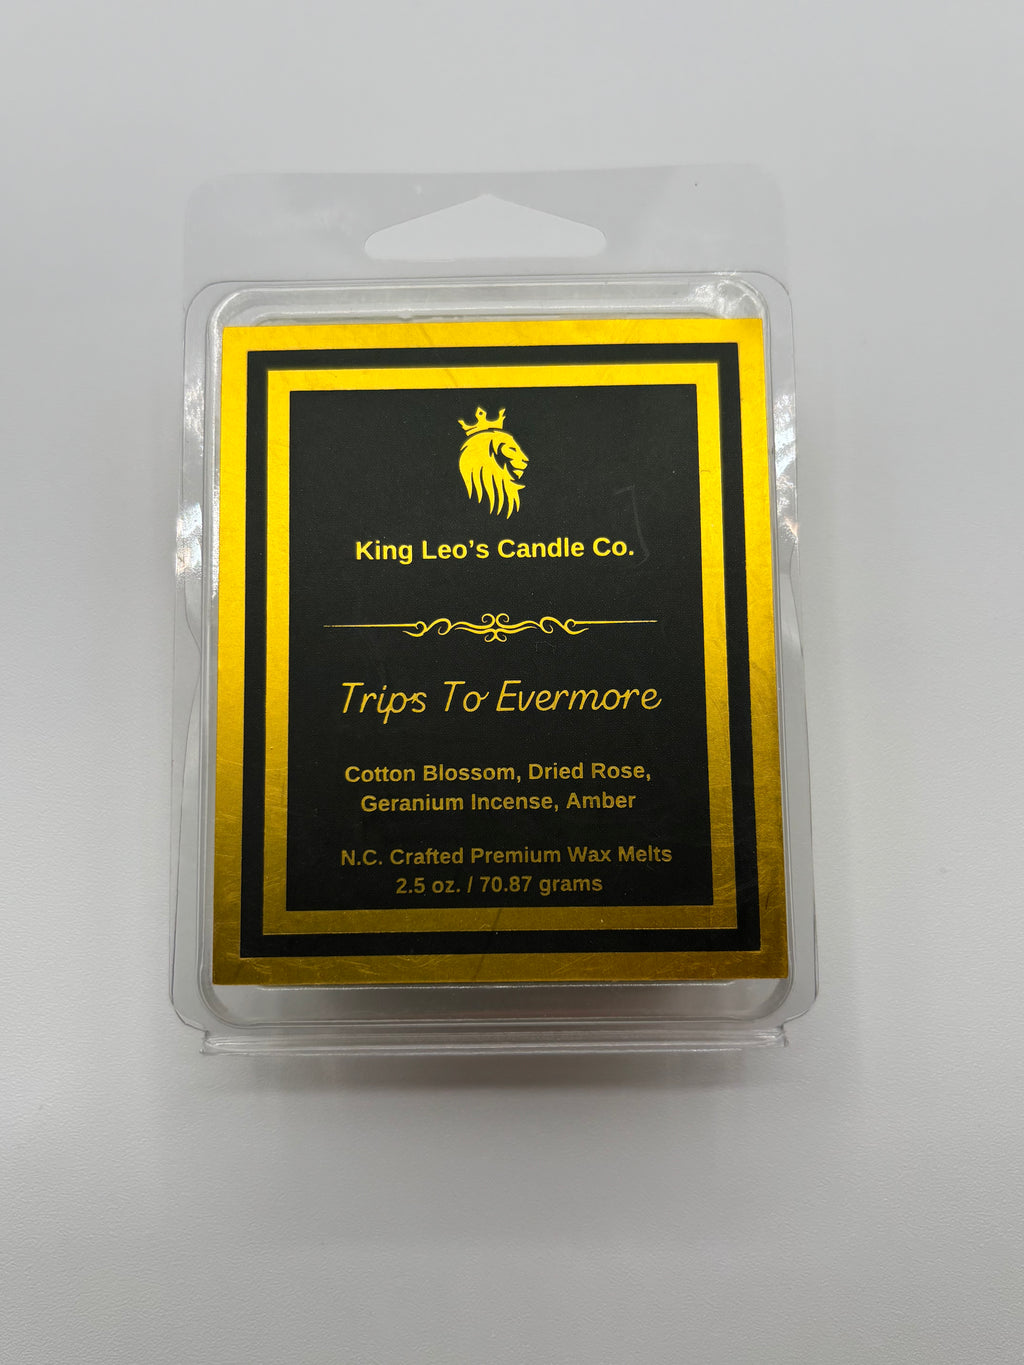 King Leo’s Candle Co.
Trips To Evermore
Cotton Blossom, Dried Rose,
Geranium Incense, Amber
N.C. Crafted Premium Wax Melts
2.5 oz. / 70.87 grams